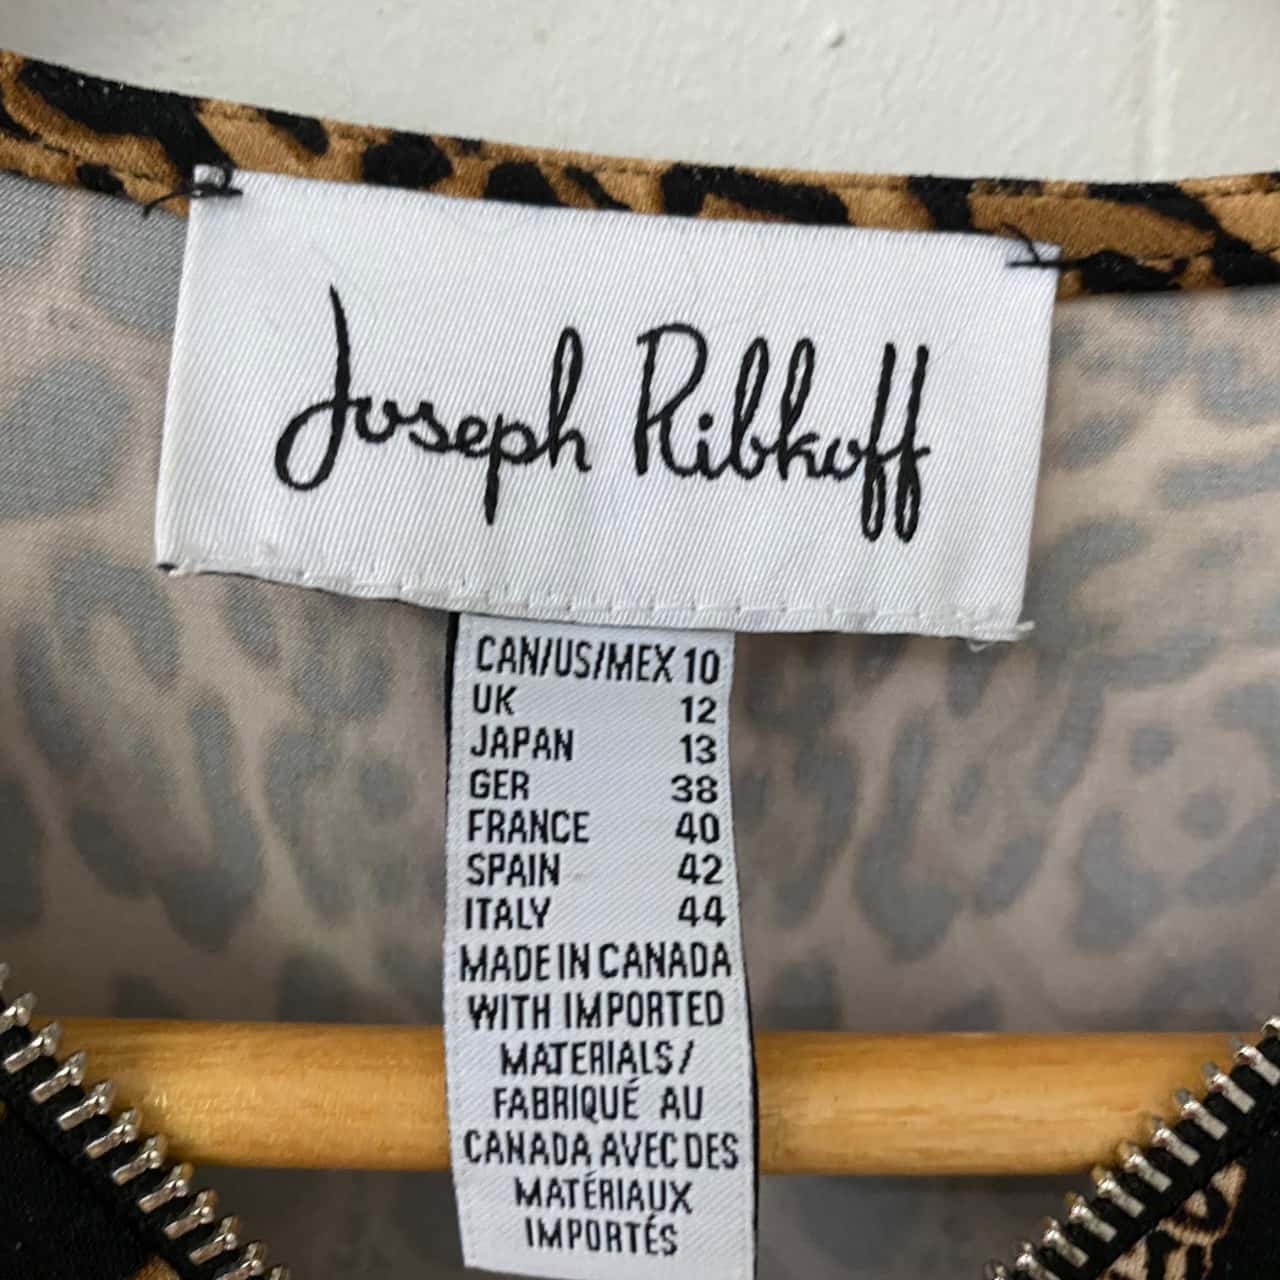 Joseph Ribkoff
CAN/US/MEX 10
UK 12
JAPAN 13
GER 38
FRANCE 40
SPAIN 42
ITALY 44
MADE IN CANADA
WITH IMPORTED
MATERIALS/
FABRIQUÉ AU
CANADA AVEC DES
MATÉRIAUX
IMPORTÉS